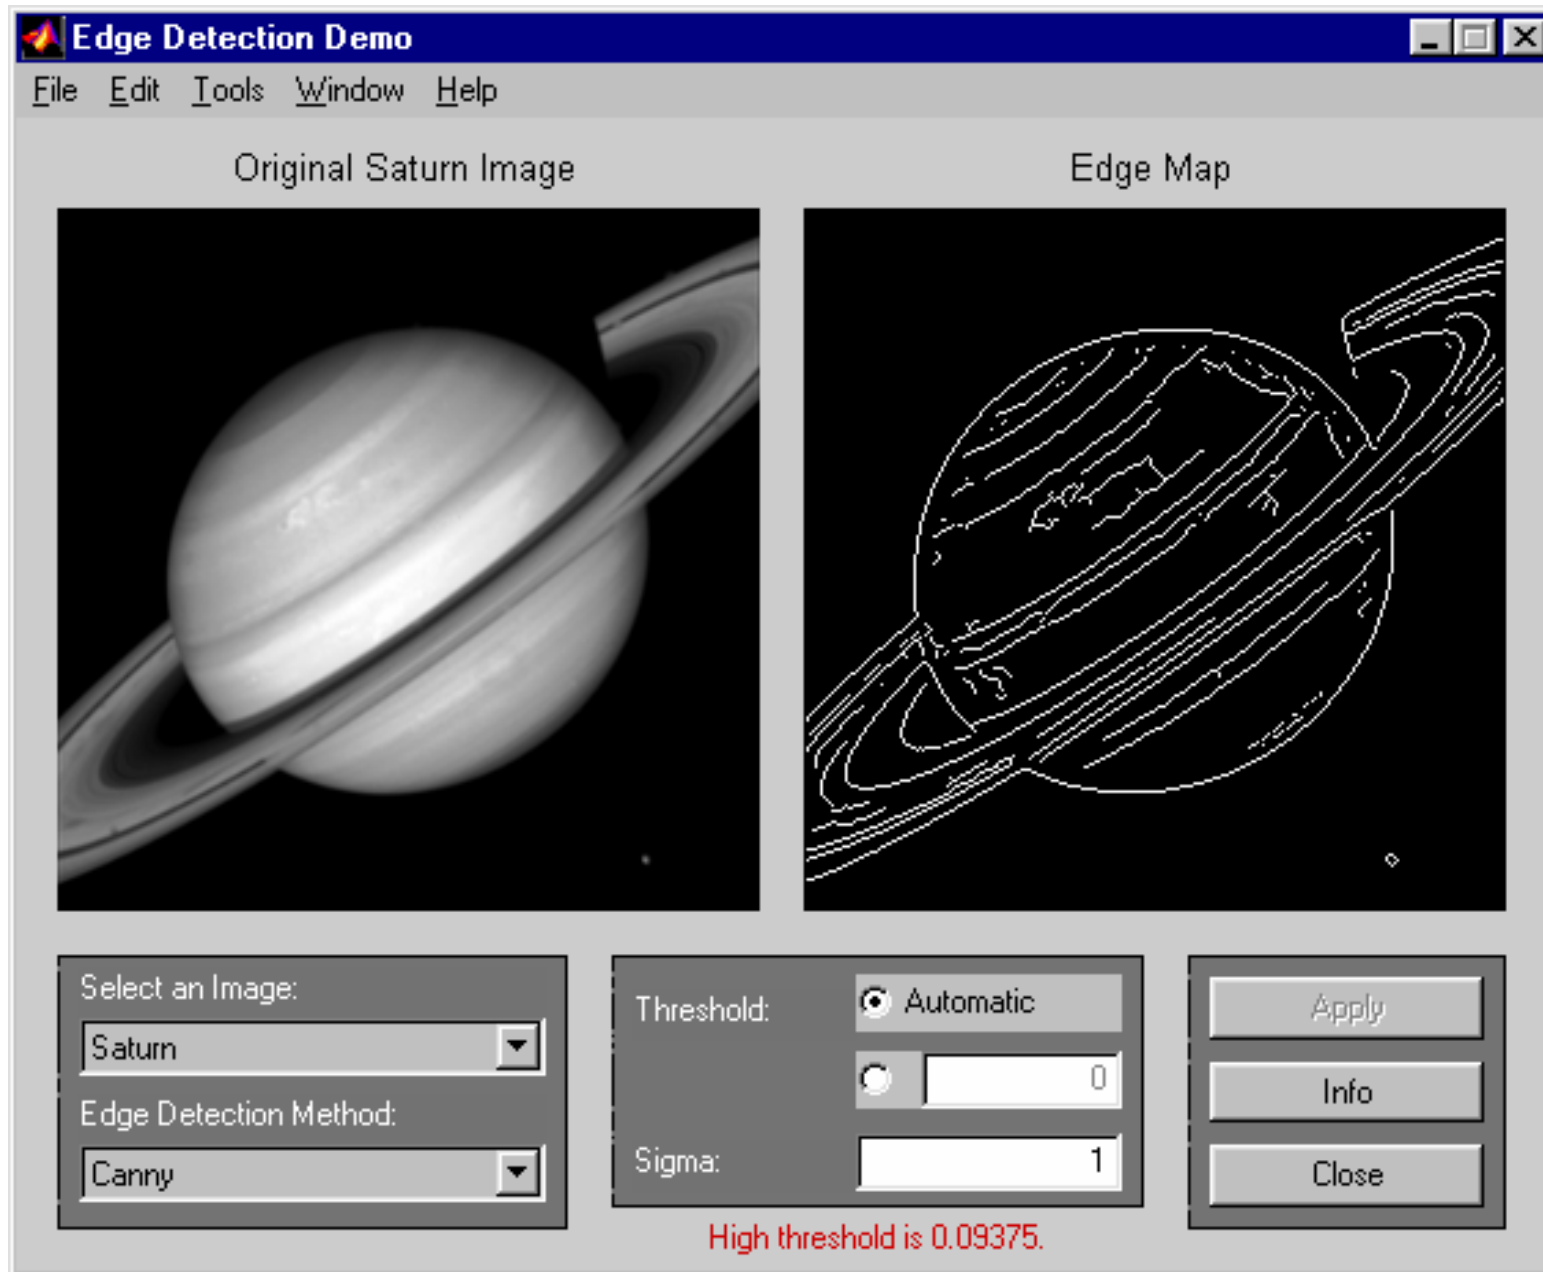 Edge Detection Demo
File Edit Tools Window Help
Original Saturn Image
Edge Map
Select an Image:
Saturn
Edge Detection Method:
Canny
Threshold:
Automatic
0
Sigma:
1
High threshold is 0.09375.
Apply
Info
Close